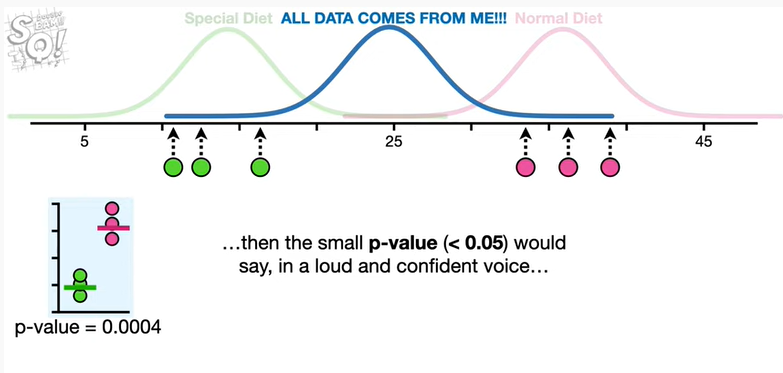 Special Diet ALL DATA COMES FROM ME!!! Normal Diet
5 25 45
...then the small p-value (< 0.05) would
say, in a loud and confident voice...
p-value = 0.0004